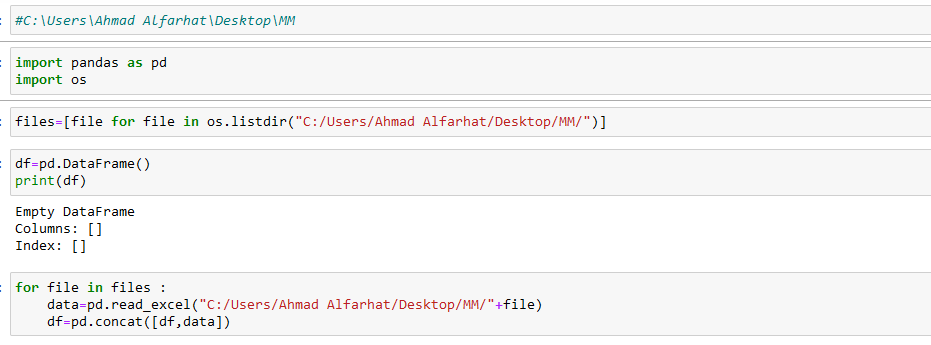 #C:\Users\Ahmad Alfarhat\Desktop\MM
import pandas as pd
import os
files=[file for file in os.listdir("C:/Users/Ahmad Alfarhat/Desktop/MM/")]
df=pd.DataFrame()
print(df)
Empty DataFrame
Columns: []
Index: []
for file in files :
    data=pd.read_excel("C:/Users/Ahmad Alfarhat/Desktop/MM/"+file)
    df=pd.concat([df,data])